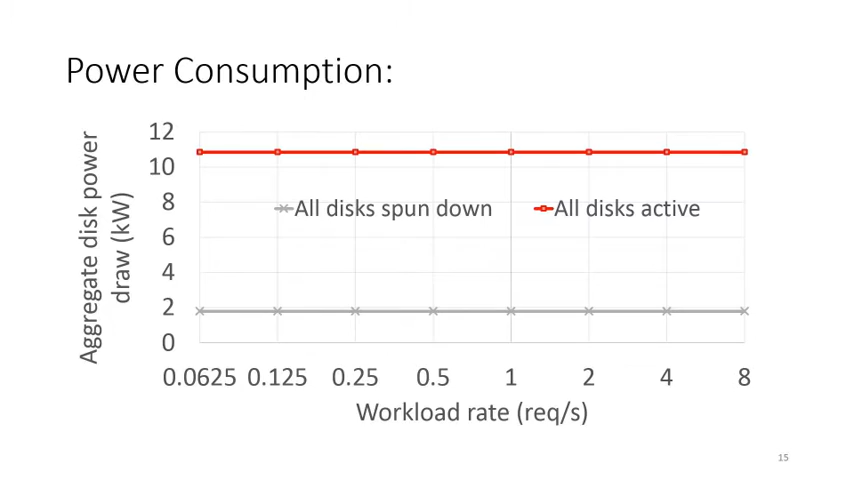 Power Consumption:
Aggregate disk power
draw (kW)
12
10
8
6
4
2
0
All disks spun down
All disks active
0.0625 0.125 0.25 0.5 1 2 4 8
Workload rate (req/s)
15